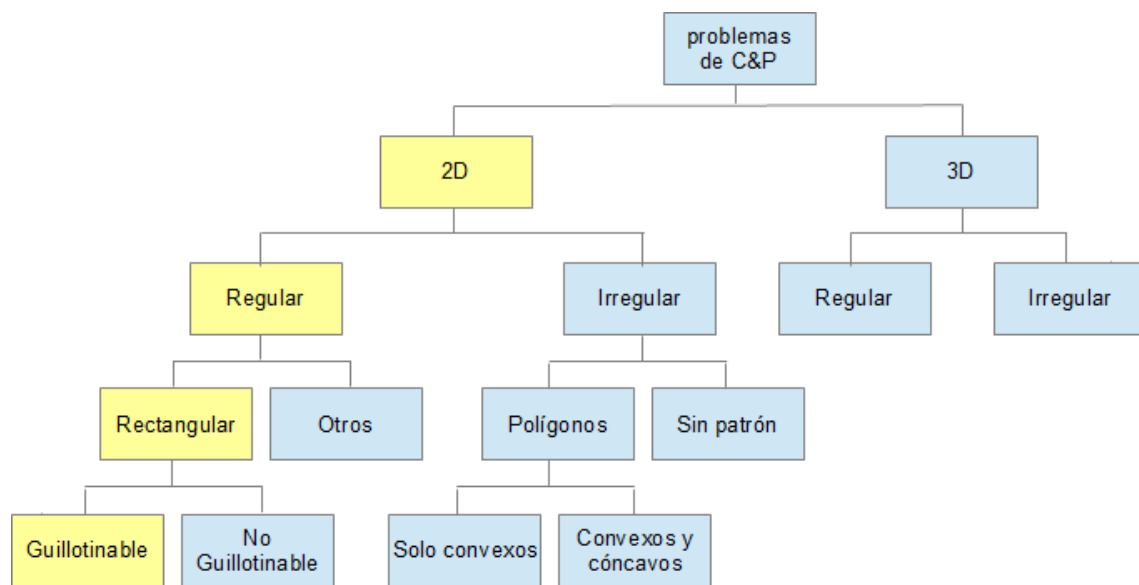 problemas
de C&P
2D
3D
Regular
Irregular
Regular
Irregular
Rectangular
Otros
Polígonos
Sin patrón
Guillotinable
No
Guillotinable
Solo convexos
Convexos y
cóncavos